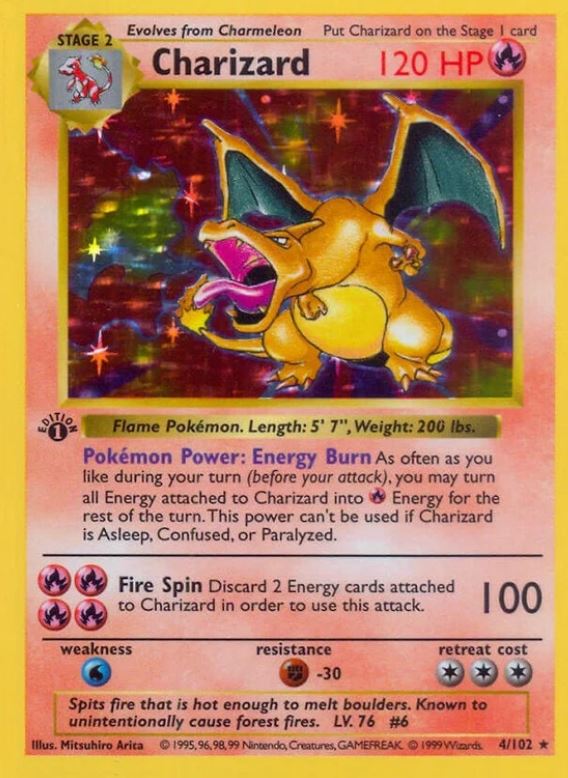 STAGE 2
Evolves from Charmeleon Put Charizard on the Stage 1 card
Charizard 120 HP
EDITION
1
Flame Pokémon. Length: 5' 7", Weight: 200 lbs.
Pokémon Power: Energy Burn As often as you
like during your turn (before your attack), you may turn
all Energy attached to Charizard into Energy for the
rest of the turn. This power can't be used if Charizard
is Asleep, Confused, or Paralyzed.
Fire Spin Discard 2 Energy cards attached
to Charizard in order to use this attack. 100
weakness resistance retreat cost
-30
Spits fire that is hot enough to melt boulders. Known to
unintentionally cause forest fires. LV. 76 #6
Illus. Mitsuhiro Arita © 1995, 96, 98, 99 Nintendo, Creatures, GAMEFREAK. © 1999 Wizards. 4/102 ★